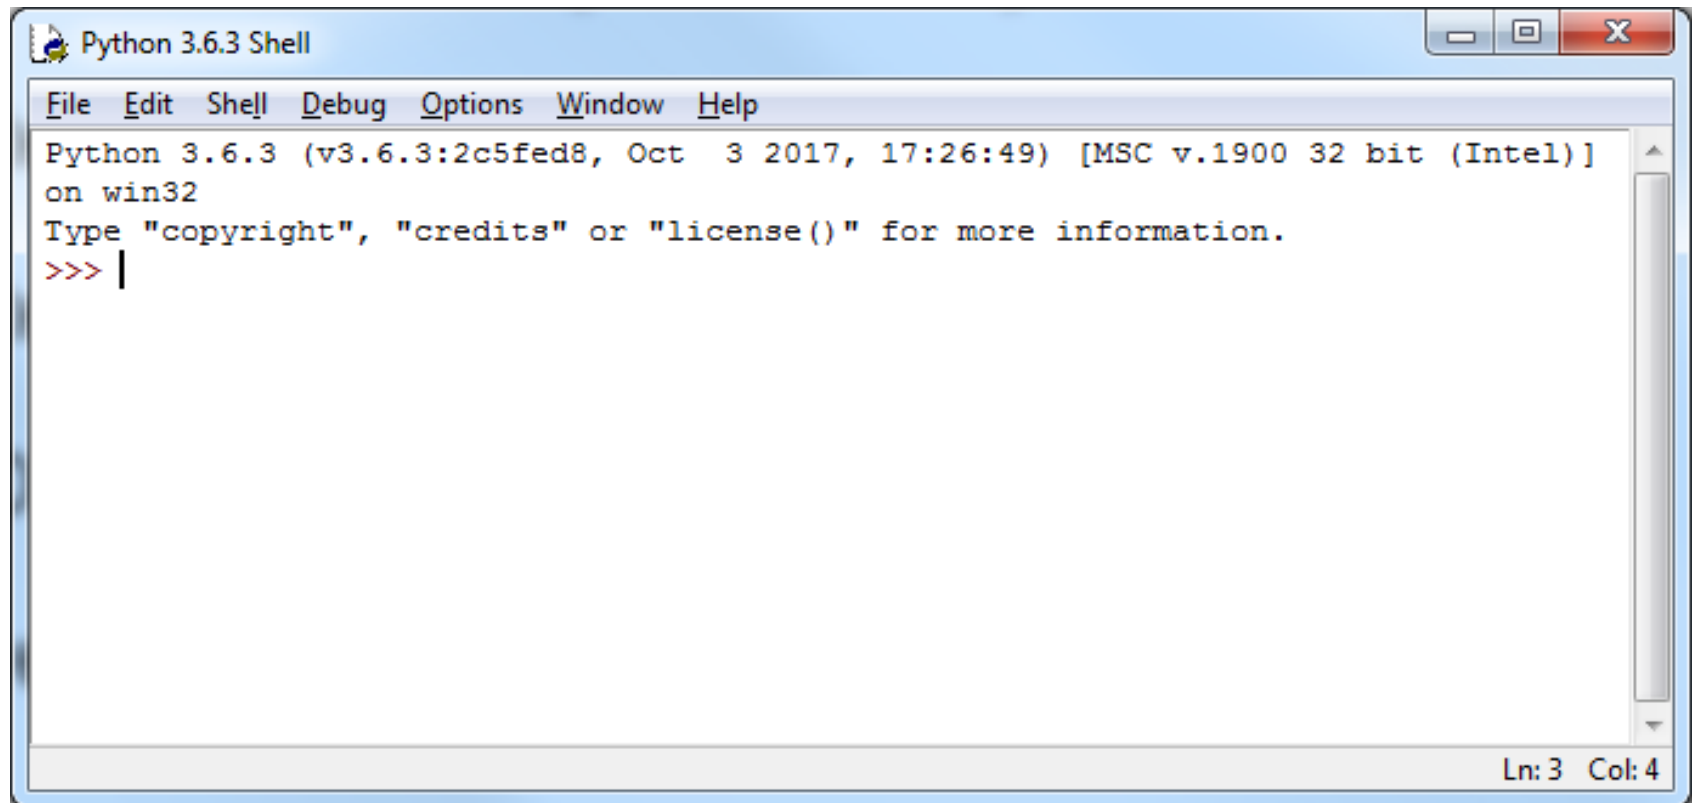 Python 3.6.3 Shell
File Edit Shell Debug Options Window Help
Python 3.6.3 (v3.6.3:2c5fed8, Oct  3 2017, 17:26:49) [MSC v.1900 32 bit (Intel)]
on win32
Type "copyright", "credits" or "license()" for more information.
>>>
Ln: 3 Col: 4